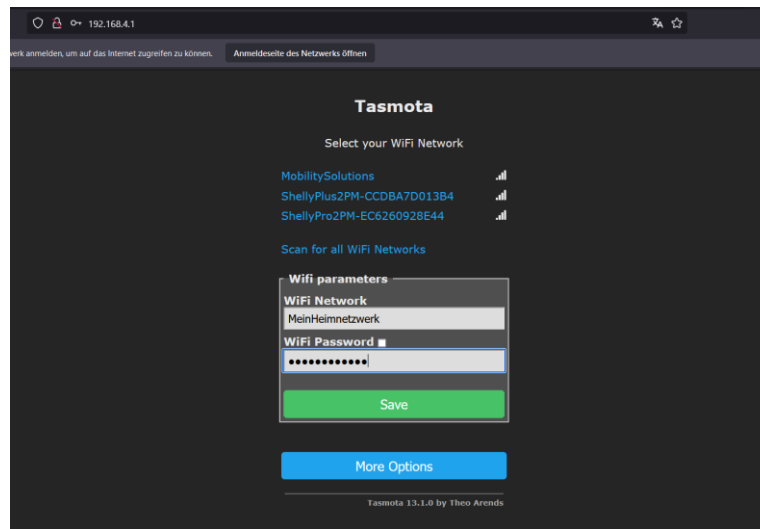 192.168.4.1
erk anmelden, um auf das Internet zugreifen zu können. Anmeldeseite des Netzwerks öffnen
Tasmota
Select your WiFi Network
MobilitySolutions
ShellyPlus2PM-CCDBA7D013B4
ShellyPro2PM-EC6260928E44
Scan for all WiFi Networks
Wifi parameters
WiFi Network
MeinHeimnetzwerk
WiFi Password
••••••••••••
Save
More Options
Tasmota 13.1.0 by Theo Arends